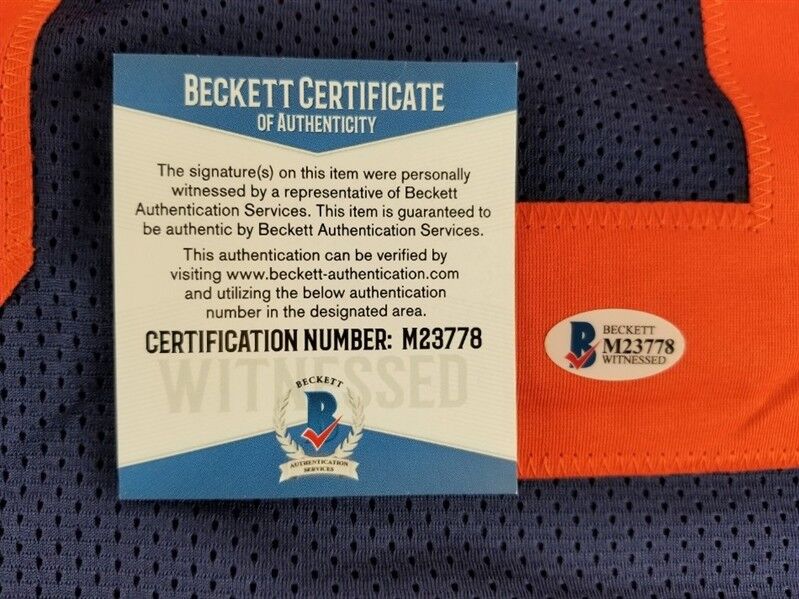 BECKETT CERTIFICATE
OF AUTHENTICITY
The signature(s) on this item were personally
witnessed by a representative of Beckett
Authentication Services. This item is guaranteed to
be authentic by Beckett Authentication Services.
This authentication can be verified by
visiting www.beckett-authentication.com
and utilizing the below authentication
number in the designated area.
CERTIFICATION NUMBER: M23778
WITNESSED
BECKETT
B
AUTHENTICATION
SERVICES
B
BECKETT
M23778
WITNESSED